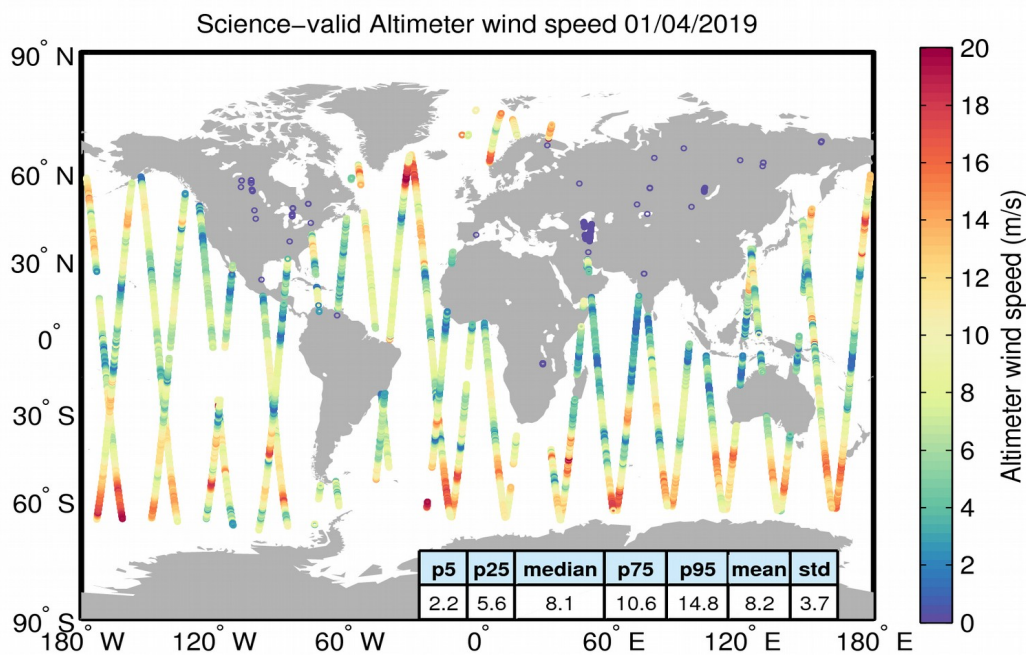 Science−valid Altimeter wind speed 01/04/2019
90° N
60° N
30° N
0°
30° S
60° S
90° S
180° W
120° W
60° W
0°
60° E
120° E
180° E
p5 p25 median p75 p95 mean std
2.2 5.6 8.1 10.6 14.8 8.2 3.7
20
18
16
14
12
10
8
6
4
2
0
Altimeter wind speed (m/s)